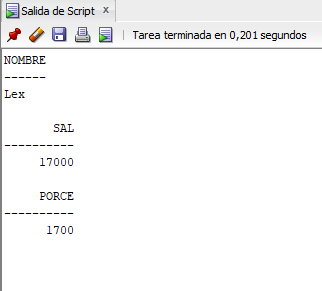 Salida de Script x
Tarea terminada en 0,201 segundos
NOMBRE
------
Lex
SAL
----------
17000
PORCE
----------
1700